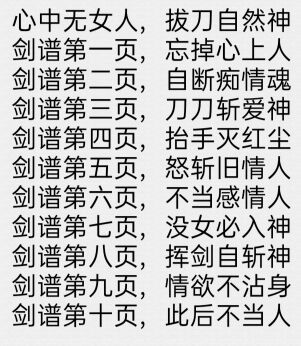 心中无女人，拔刀自然神
剑谱第一页，忘掉心上人
剑谱第二页，自断痴情魂
剑谱第三页，刀刀斩爱神
剑谱第四页，抬手灭红尘
剑谱第五页，怒斩旧情人
剑谱第六页，不当感情人
剑谱第七页，没女必入神
剑谱第八页，挥剑自斩神
剑谱第九页，情欲不沾身
剑谱第十页，此后不当人